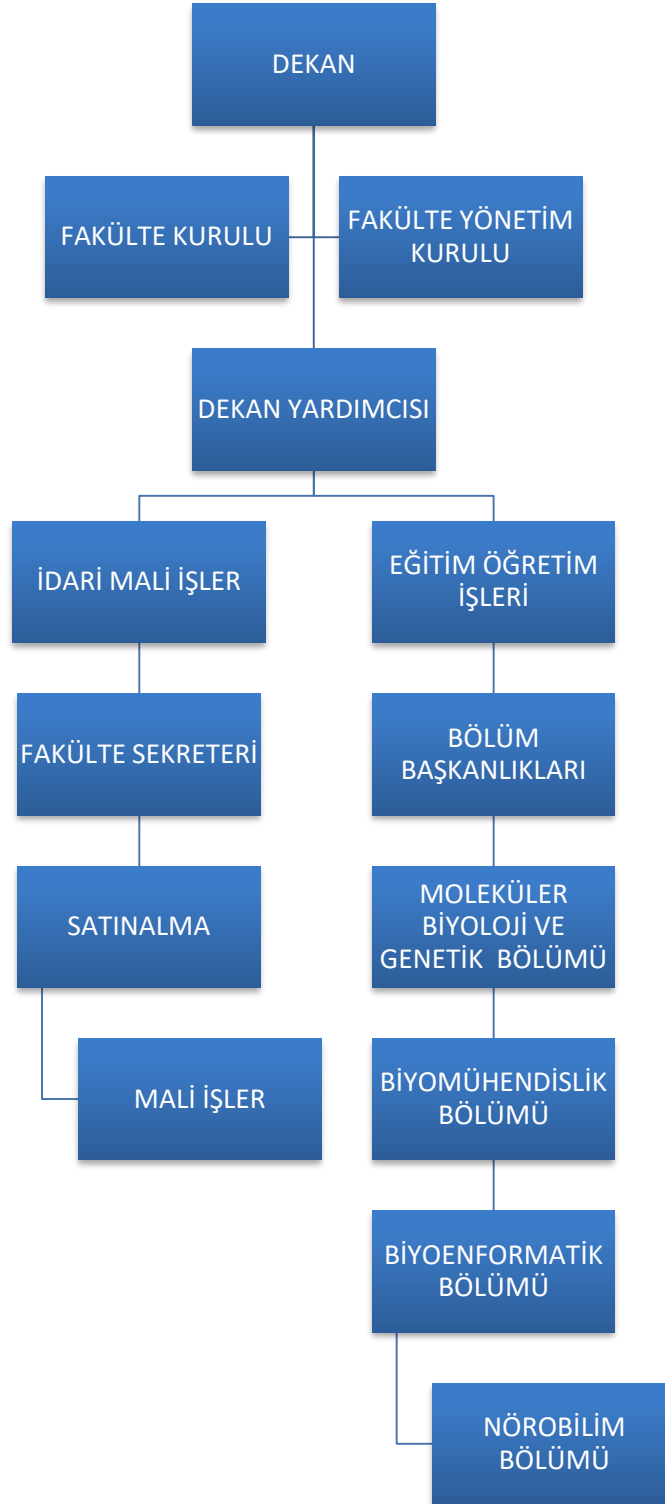 DEKAN
FAKÜLTE KURULU
FAKÜLTE YÖNETİM
KURULU
DEKAN YARDIMCISI
İDARİ MALİ İŞLER
EĞİTİM ÖĞRETİM
İŞLERİ
FAKÜLTE SEKRETERİ
BÖLÜM
BAŞKANLIKLARI
SATINALMA
MOLEKÜLER
BİYOLOJİ VE
GENETİK BÖLÜMÜ
MALİ İŞLER
BİYOMÜHENDİSLİK
BÖLÜMÜ
BİYOENFORMATİK
BÖLÜMÜ
NÖROBİLİM
BÖLÜMÜ